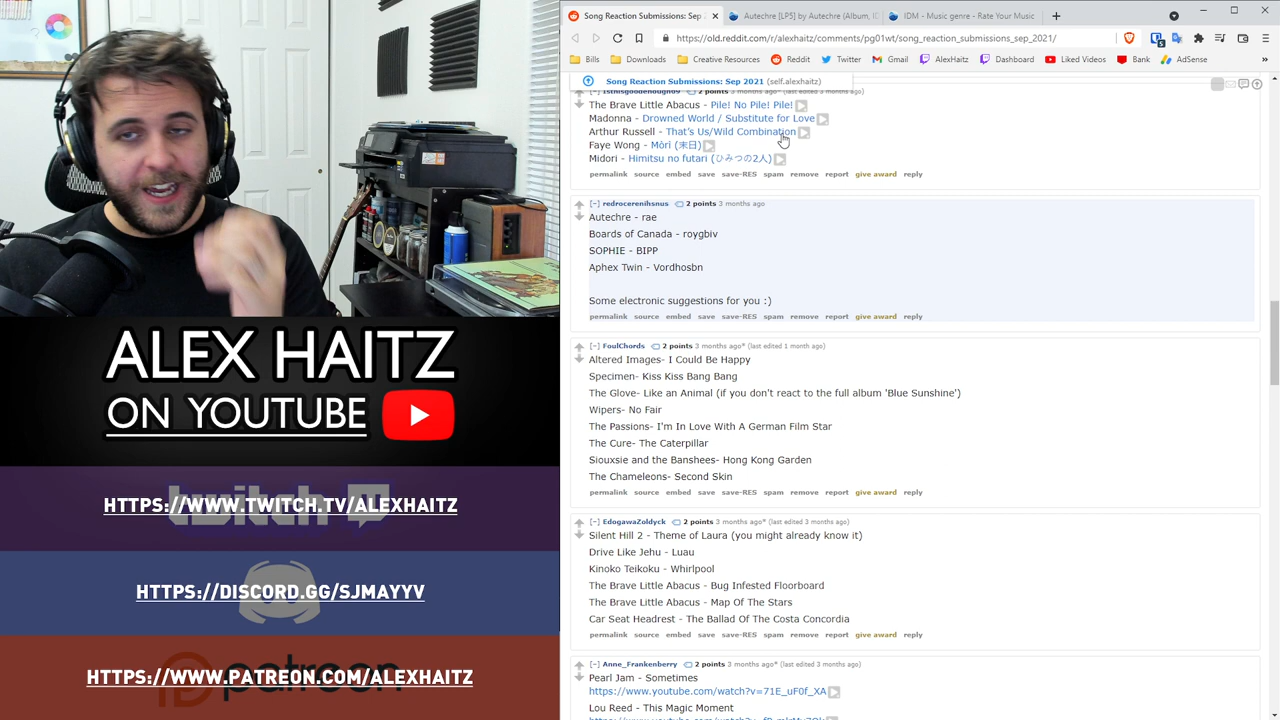 Song Reaction Submissions: Sep
Autechre [LP5] by Autechre (Album, ID
IDM - Music genre - Rate Your Music
https://old.reddit.com/r/alexhaitz/comments/pg01wt/song_reaction_submissions_sep_2021/
Bills
Downloads
Creative Resources
Reddit
Twitter
Gmail
AlexHaitz
Dashboard
Liked Videos
Bank
AdSense
Song Reaction Submissions: Sep 2021 (self.alexhaitz)
2 points 3 months ago* (last edited 3 months ago)
The Brave Little Abacus - Pile! No Pile! Pile!
Madonna - Drowned World / Substitute for Love
Arthur Russell - That's Us/Wild Combination
Faye Wong - Mòrì (末日)
Midori - Himitsu no futari (ひみつの2人)
permalink source embed save save-RES spam remove report give award reply
[-] redrocerenihsnus 2 points 3 months ago
Autechre - rae
Boards of Canada - roygbiv
SOPHIE - BIPP
Aphex Twin - Vordhosbn
Some electronic suggestions for you :)
permalink source embed save save-RES spam remove report give award reply
[-] FoulChords 2 points 3 months ago* (last edited 1 month ago)
Altered Images- I Could Be Happy
Specimen- Kiss Kiss Bang Bang
The Glove- Like an Animal (if you don't react to the full album 'Blue Sunshine')
Wipers- No Fair
The Passions- I'm In Love With A German Film Star
The Cure- The Caterpillar
Siouxsie and the Banshees- Hong Kong Garden
The Chameleons- Second Skin
permalink source embed save save-RES spam remove report give award reply
[-] EdogawaZoldyck 2 points 3 months ago* (last edited 3 months ago)
Silent Hill 2 - Theme of Laura (you might already know it)
Drive Like Jehu - Luau
Kinoko Teikoku - Whirlpool
The Brave Little Abacus - Bug Infested Floorboard
The Brave Little Abacus - Map Of The Stars
Car Seat Headrest - The Ballad Of The Costa Concordia
permalink source embed save save-RES spam remove report give award reply
[-] Anne_Frankenberry 2 points 3 months ago* (last edited 3 months ago)
Pearl Jam - Sometimes
https://www.youtube.com/watch?v=71E_uF0f_XA
Lou Reed - This Magic Moment
ALEX HAITZ
ON YOUTUBE
twitch
HTTPS://WWW.TWITCH.TV/ALEXHAITZ
HTTPS://DISCORD.GG/SJMAYYV
patreon
HTTPS://WWW.PATREON.COM/ALEXHAITZ